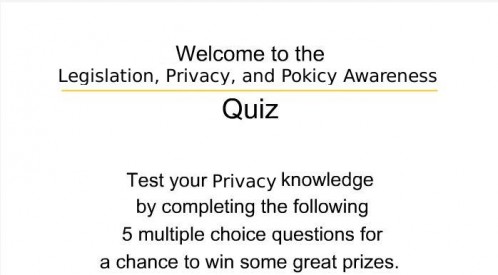 Welcome to the
Legislation, Privacy, and Pokicy Awareness
Quiz
Test your Privacy knowledge
by completing the following
5 multiple choice questions for
a chance to win some great prizes.